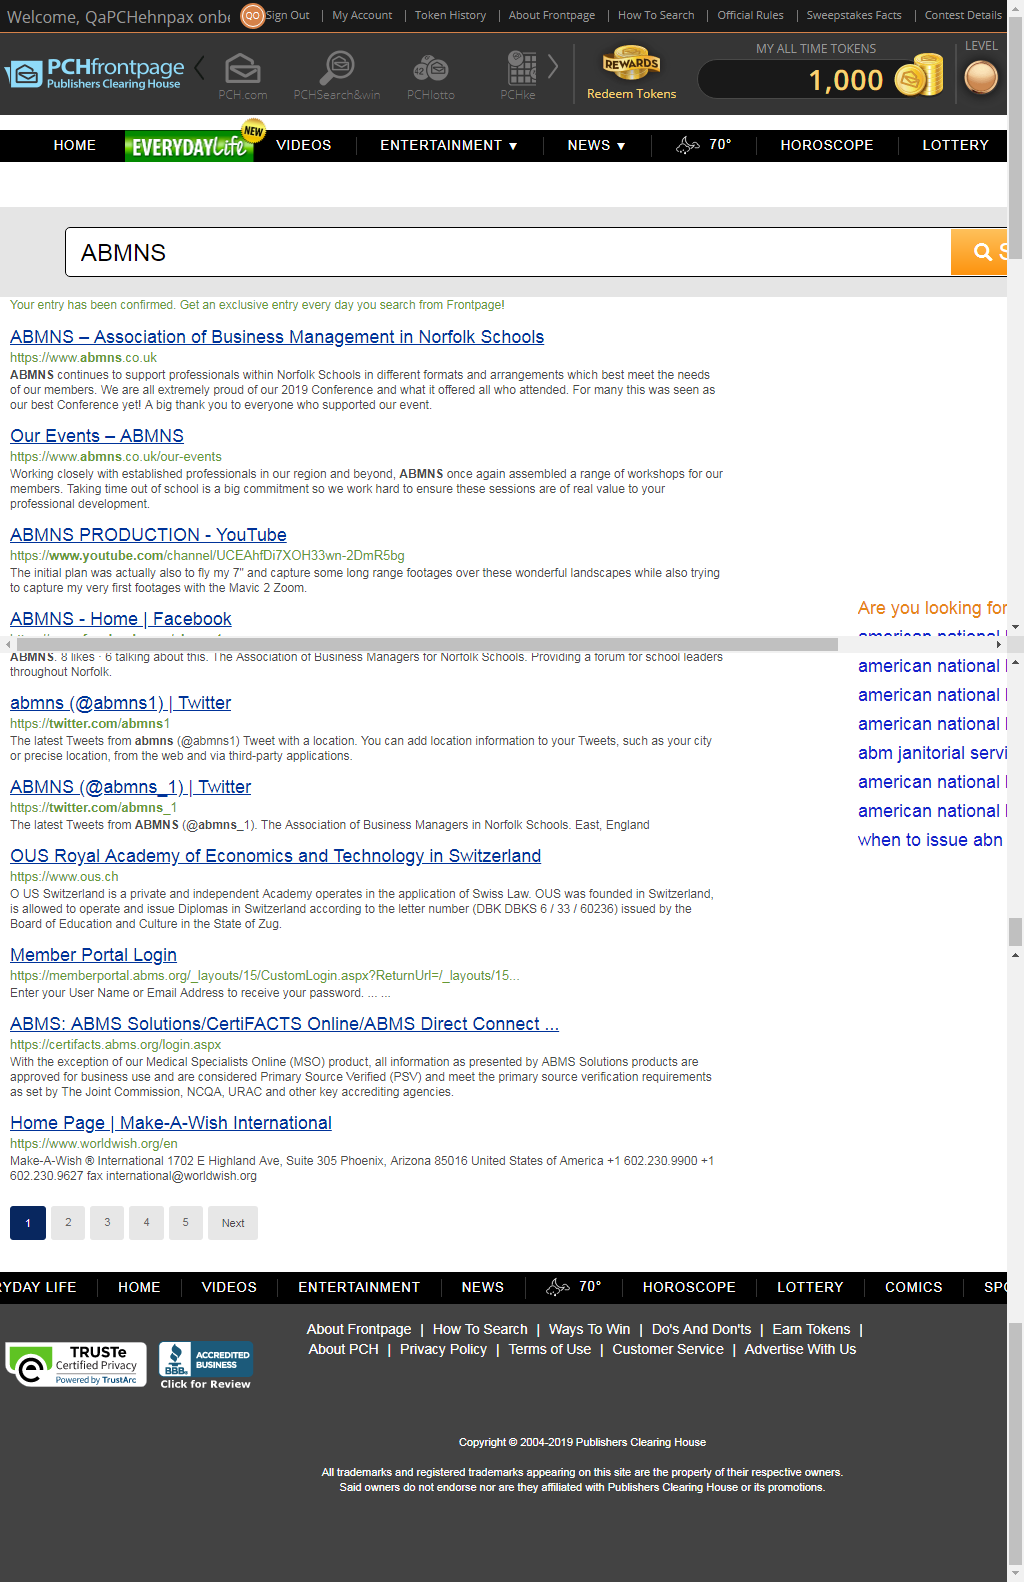 Welcome, QaPCHehnpax onbe
QO
Sign Out | My Account | Token History | About Frontpage | How To Search | Official Rules | Sweepstakes Facts | Contest Details
PCHfrontpage
Publishers Clearing House
PCH.com
PCHSearch&win
42
PCHlotto
PCHke
REWARDS
Redeem Tokens
MY ALL TIME TOKENS
1,000
LEVEL
HOME
EVERYDAY Life
NEW
VIDEOS
ENTERTAINMENT ▼
NEWS ▼
70°
HOROSCOPE
LOTTERY
ABMNS
S
Your entry has been confirmed. Get an exclusive entry every day you search from Frontpage!
ABMNS – Association of Business Management in Norfolk Schools
https://www.abmns.co.uk
ABMNS continues to support professionals within Norfolk Schools in different formats and arrangements which best meet the needs
of our members. We are all extremely proud of our 2019 Conference and what it offered all who attended. For many this was seen as
our best Conference yet! A big thank you to everyone who supported our event.
Our Events – ABMNS
https://www.abmns.co.uk/our-events
Working closely with established professionals in our region and beyond, ABMNS once again assembled a range of workshops for our
members. Taking time out of school is a big commitment so we work hard to ensure these sessions are of real value to your
professional development.
ABMNS PRODUCTION - YouTube
https://www.youtube.com/channel/UCEAhfDi7XOH33wn-2DmR5bg
The initial plan was actually also to fly my 7" and capture some long range footages over these wonderful landscapes while also trying
to capture my very first footages with the Mavic 2 Zoom.
ABMNS - Home | Facebook
ABMNS. 8 likes · 6 talking about this. The Association of Business Managers for Norfolk Schools. Providing a forum for school leaders
throughout Norfolk.
abmns (@abmns1) | Twitter
https://twitter.com/abmns1
The latest Tweets from abmns (@abmns1) Tweet with a location. You can add location information to your Tweets, such as your city
or precise location, from the web and via third-party applications.
ABMNS (@abmns_1) | Twitter
https://twitter.com/abmns_1
The latest Tweets from ABMNS (@abmns_1). The Association of Business Managers in Norfolk Schools. East, England
OUS Royal Academy of Economics and Technology in Switzerland
https://www.ous.ch
O US Switzerland is a private and independent Academy operates in the application of Swiss Law. OUS was founded in Switzerland,
is allowed to operate and issue Diplomas in Switzerland according to the letter number (DBK DBKS 6 / 33 / 60236) issued by the
Board of Education and Culture in the State of Zug.
Member Portal Login
https://memberportal.abms.org/_layouts/15/CustomLogin.aspx?ReturnUrl=/_layouts/15...
Enter your User Name or Email Address to receive your password. ... ...
ABMS: ABMS Solutions/CertiFACTS Online/ABMS Direct Connect ...
https://certifacts.abms.org/login.aspx
With the exception of our Medical Specialists Online (MSO) product, all information as presented by ABMS Solutions products are
approved for business use and are considered Primary Source Verified (PSV) and meet the primary source verification requirements
as set by The Joint Commission, NCQA, URAC and other key accrediting agencies.
Home Page | Make-A-Wish International
https://www.worldwish.org/en
Make-A-Wish ® International 1702 E Highland Ave, Suite 305 Phoenix, Arizona 85016 United States of America +1 602.230.9900 +1
602.230.9627 fax international@worldwish.org
Are you looking for
american national
american national
american national
american national
abm janitorial servi
american national
american national
when to issue abn
1 2 3 4 5 Next
RYDAY LIFE | HOME | VIDEOS | ENTERTAINMENT | NEWS | 70° | HOROSCOPE | LOTTERY | COMICS | SPO
About Frontpage | How To Search | Ways To Win | Do's And Don'ts | Earn Tokens |
About PCH | Privacy Policy | Terms of Use | Customer Service | Advertise With Us
TRUSTe
Certified Privacy
Powered by TrustArc
BBB.
ACCREDITED
BUSINESS
Click for Review
Copyright © 2004-2019 Publishers Clearing House
All trademarks and registered trademarks appearing on this site are the property of their respective owners.
Said owners do not endorse nor are they affiliated with Publishers Clearing House or its promotions.